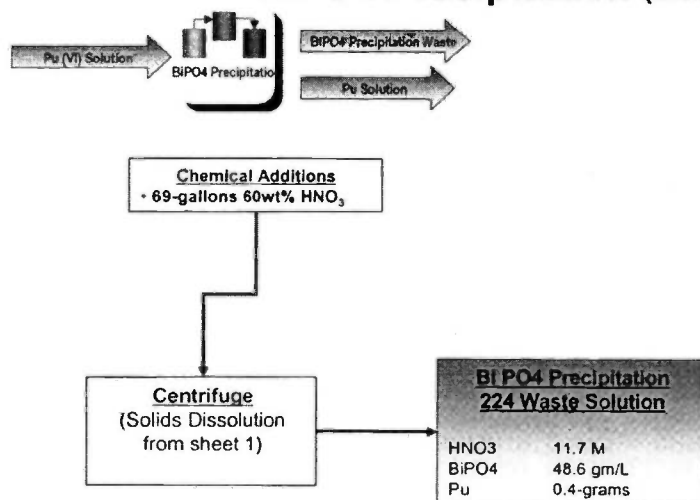 BiPO4 Precipitation Waste
Pu (VI) Solution
BiPO4 Precipitatio
Pu Solution
Chemical Additions
• 69-gallons 60wt% HNO3
Centrifuge
(Solids Dissolution
from sheet 1)
BI PO4 Precipitation
224 Waste Solution
HNO3 11.7 M
BiPO4 48.6 gm/L
Pu 0.4-grams